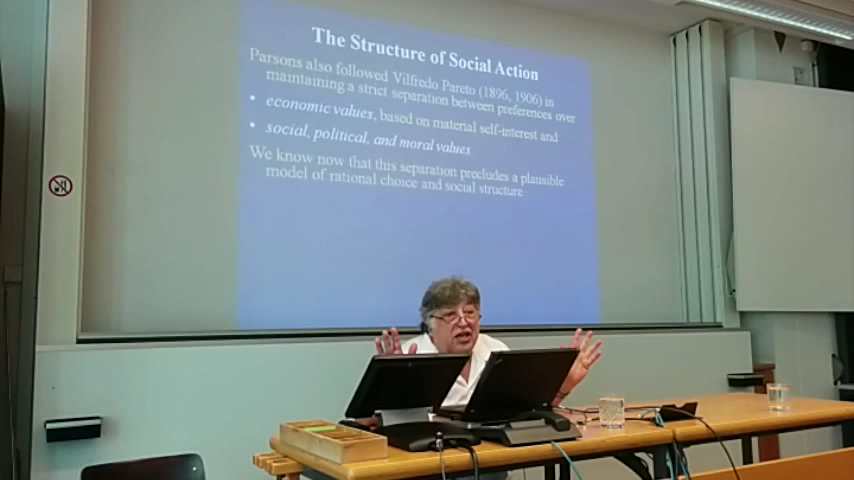 The Structure of Social Action
Parsons also followed Vilfredo Pareto (1896, 1906) in
maintaining a strict separation between preferences over
• economic values, based on material self-interest and
• social, political, and moral values
We know now that this separation precludes a plausible
model of rational choice and social structure